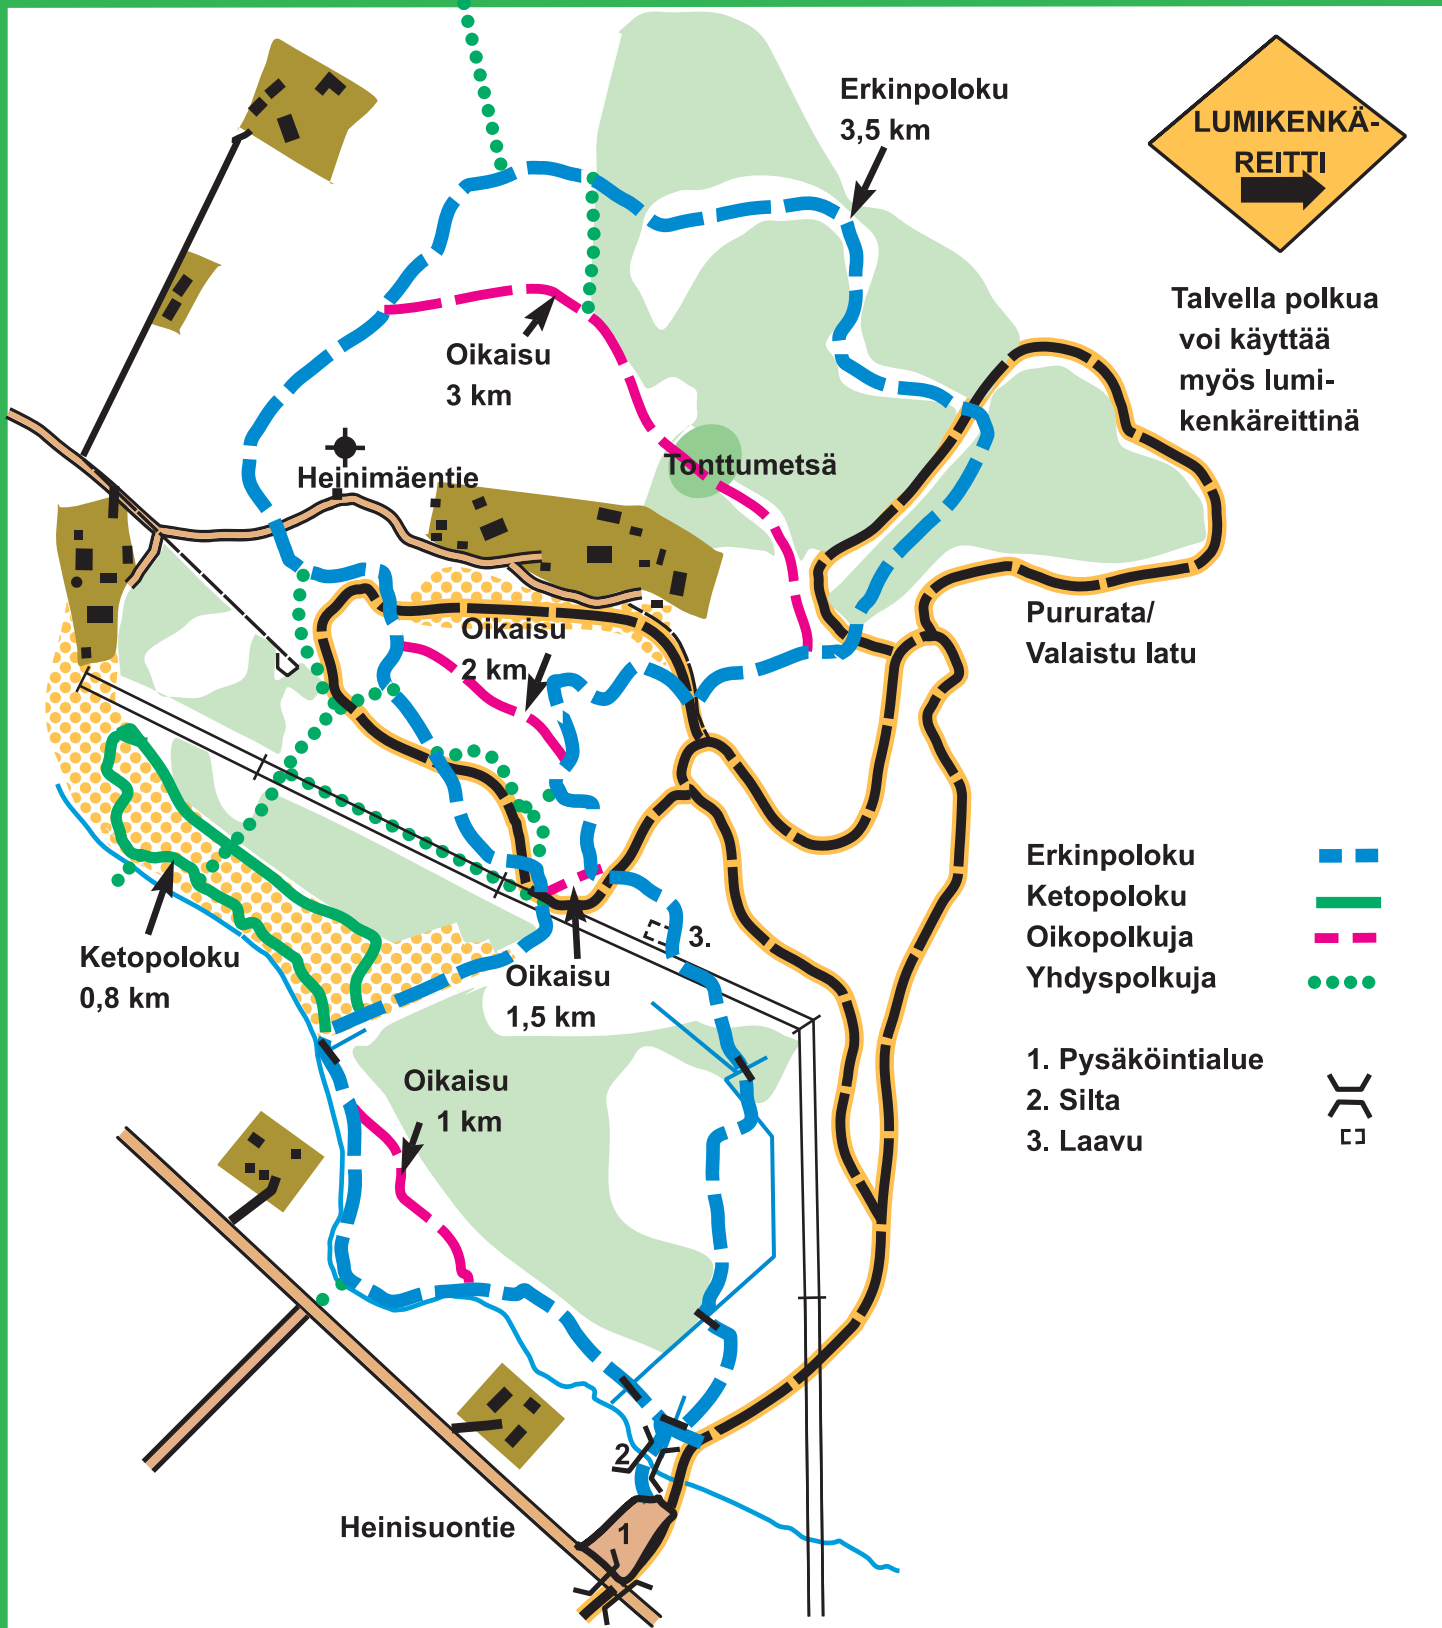 Erkinpoloku
3,5 km
LUMIKENKÄ-
REITTI
Talvella polkua
voi käyttää
myös lumi-
kenkäreittinä
Oikaisu
3 km
Heinimäentie
Tonttumetsä
Oikaisu
2 km
Pururata/
Valaistu latu
Ketopoloku
0,8 km
3.
Oikaisu
1,5 km
Oikaisu
1 km
Erkinpoloku
Ketopoloku
Oikopolkuja
Yhdyspolkuja
1. Pysäköintialue
2. Silta
3. Laavu
2
1
Heinisuontie